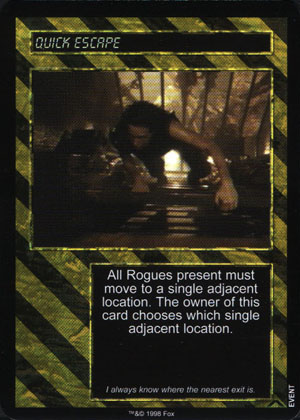 QUICK ESCAPE
All Rogues present must
move to a single adjacent
location. The owner of this
card chooses which single
adjacent location.
I always know where the nearest exit is.
EVENT
™&© 1998 Fox